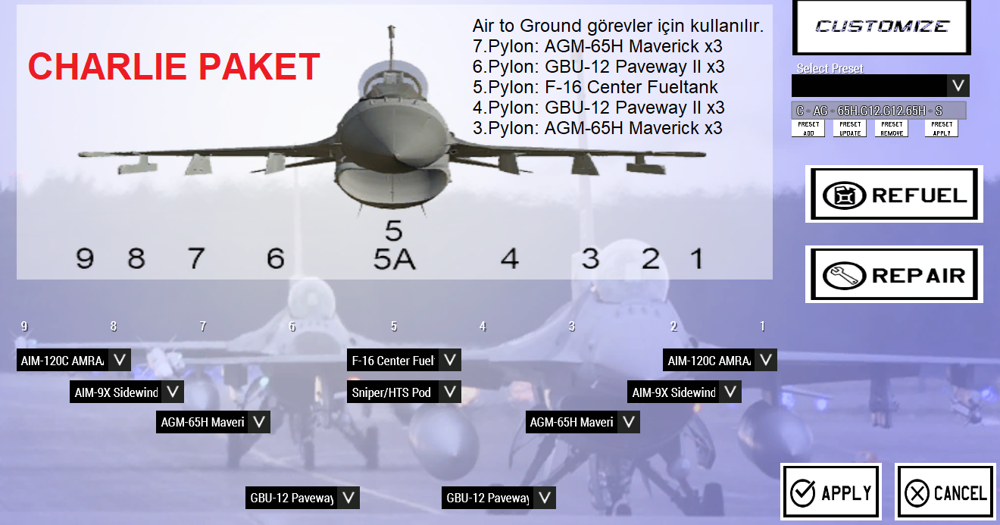 CHARLIE PAKET
Air to Ground görevler için kullanılır.
7.Pylon: AGM-65H Maverick x3
6.Pylon: GBU-12 Paveway II x3
5.Pylon: F-16 Center Fueltank
4.Pylon: GBU-12 Paveway II x3
3.Pylon: AGM-65H Maverick x3
CUSTOMIZE
Select Preset
C - AG - 65H.G12.G12.65H - S
PRESET ADD
PRESET UPDATE
PRESET REMOVE
PRESET APPLY
REFUEL
REPAIR
5
9 8 7 6 5A 4 3 2 1
9 8 7 6 5 4 3 2 1
AIM-120C AMRA F-16 Center Fuel AIM-120C AMRA
AIM-9X Sidewind Sniper/HTS Pod AIM-9X Sidewind
AGM-65H Maveri AGM-65H Maveri
GBU-12 Paveway GBU-12 Paveway
APPLY
CANCEL